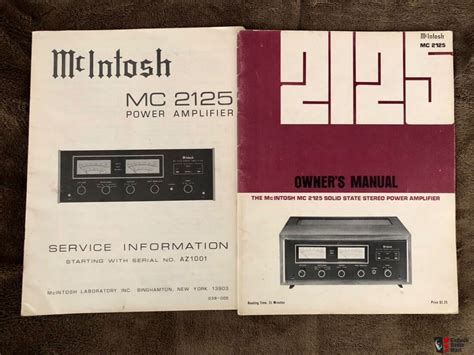 McIntosh
MC 2125
POWER AMPLIFIER
SERVICE INFORMATION
STARTING WITH SERIAL NO. AZ1001
McINTOSH LABORATORY INC. BINGHAMTON, NEW YORK 13903
McIntosh
MC 2125
2125
OWNER'S MANUAL
THE McINTOSH MC 2125 SOLID STATE STEREO POWER AMPLIFIER
Reading Time: 31 Minutes
Price $1.25